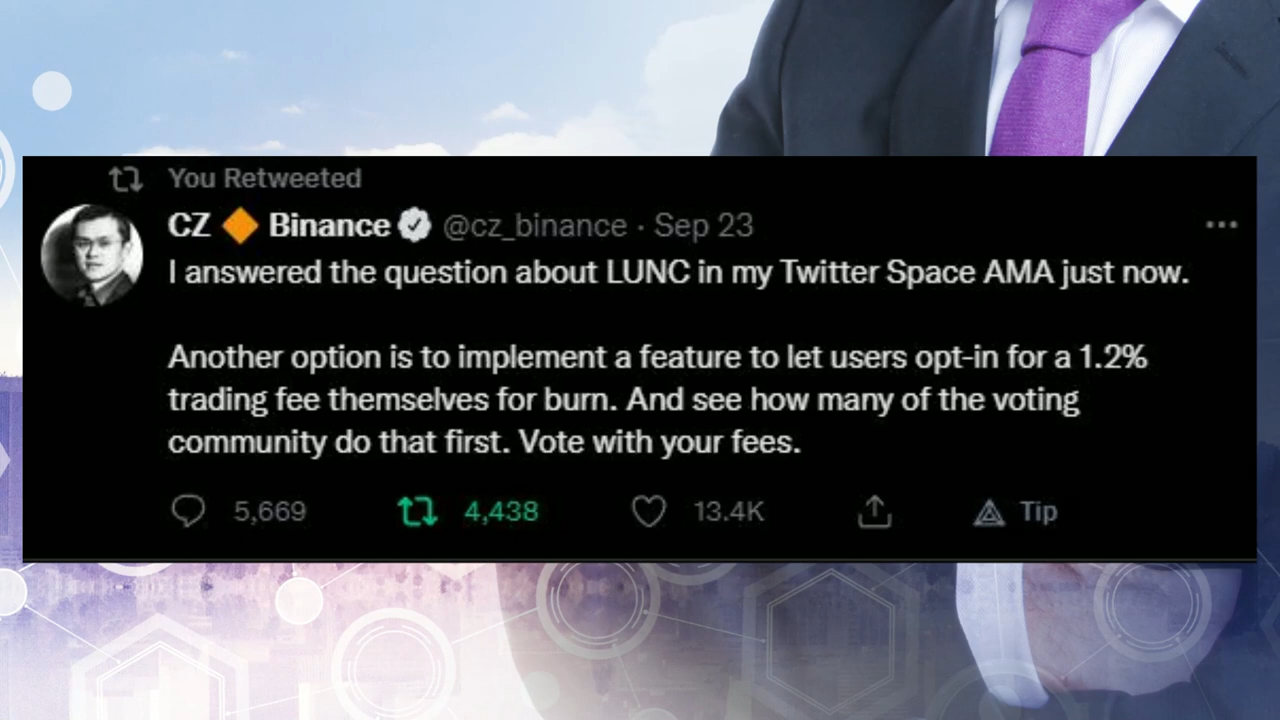 You Retweeted
CZ 🔶 Binance @cz_binance · Sep 23
I answered the question about LUNC in my Twitter Space AMA just now.
Another option is to implement a feature to let users opt-in for a 1.2%
trading fee themselves for burn. And see how many of the voting
community do that first. Vote with your fees.
5,669 4,438 13.4K Tip